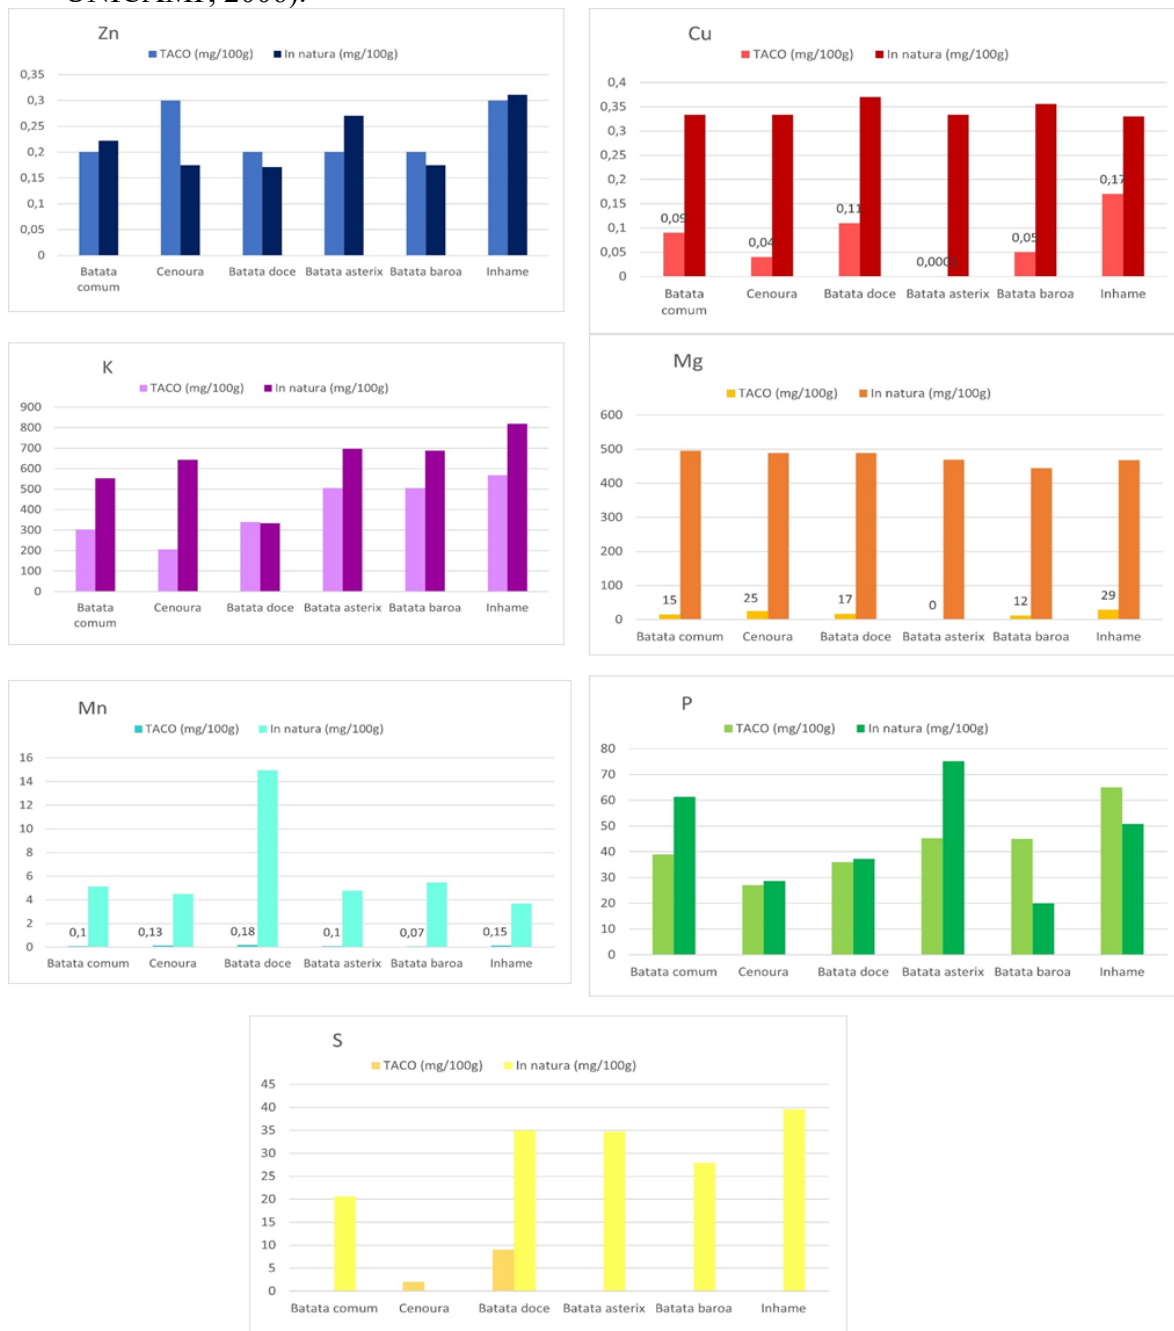 UNICAMP, 2006).
Zn
TACO (mg/100g) In natura (mg/100g)
0,35
0,3
0,25
0,2
0,15
0,1
0,05
0
Batata comum Cenoura Batata doce Batata asterix Batata baroa Inhame
Cu
TACO (mg/100g) In natura (mg/100g)
0,4
0,35
0,3
0,25
0,2
0,15
0,1
0,05
0
0,09 0,04 0,11 0,05 0,17
Batata comum Cenoura Batata doce Batata asterix Batata baroa Inhame
K
TACO (mg/100g) In natura (mg/100g)
900
800
700
600
500
400
300
200
100
0
Batata comum Cenoura Batata doce Batata asterix Batata baroa Inhame
Mg
TACO (mg/100g) In natura (mg/100g)
600
500
400
300
200
100
0
15 25 17 0 12 29
Batata comum Cenoura Batata doce Batata asterix Batata baroa Inhame
Mn
TACO (mg/100g) In natura (mg/100g)
16
14
12
10
8
6
4
2
0
0,1 0,13 0,18 0,1 0,07 0,15
Batata comum Cenoura Batata doce Batata asterix Batata baroa Inhame
P
TACO (mg/100g) In natura (mg/100g)
80
70
60
50
40
30
20
10
0
Batata comum Cenoura Batata doce Batata asterix Batata baroa Inhame
S
TACO (mg/100g) In natura (mg/100g)
45
40
35
30
25
20
15
10
5
0
Batata comum Cenoura Batata doce Batata asterix Batata baroa Inhame